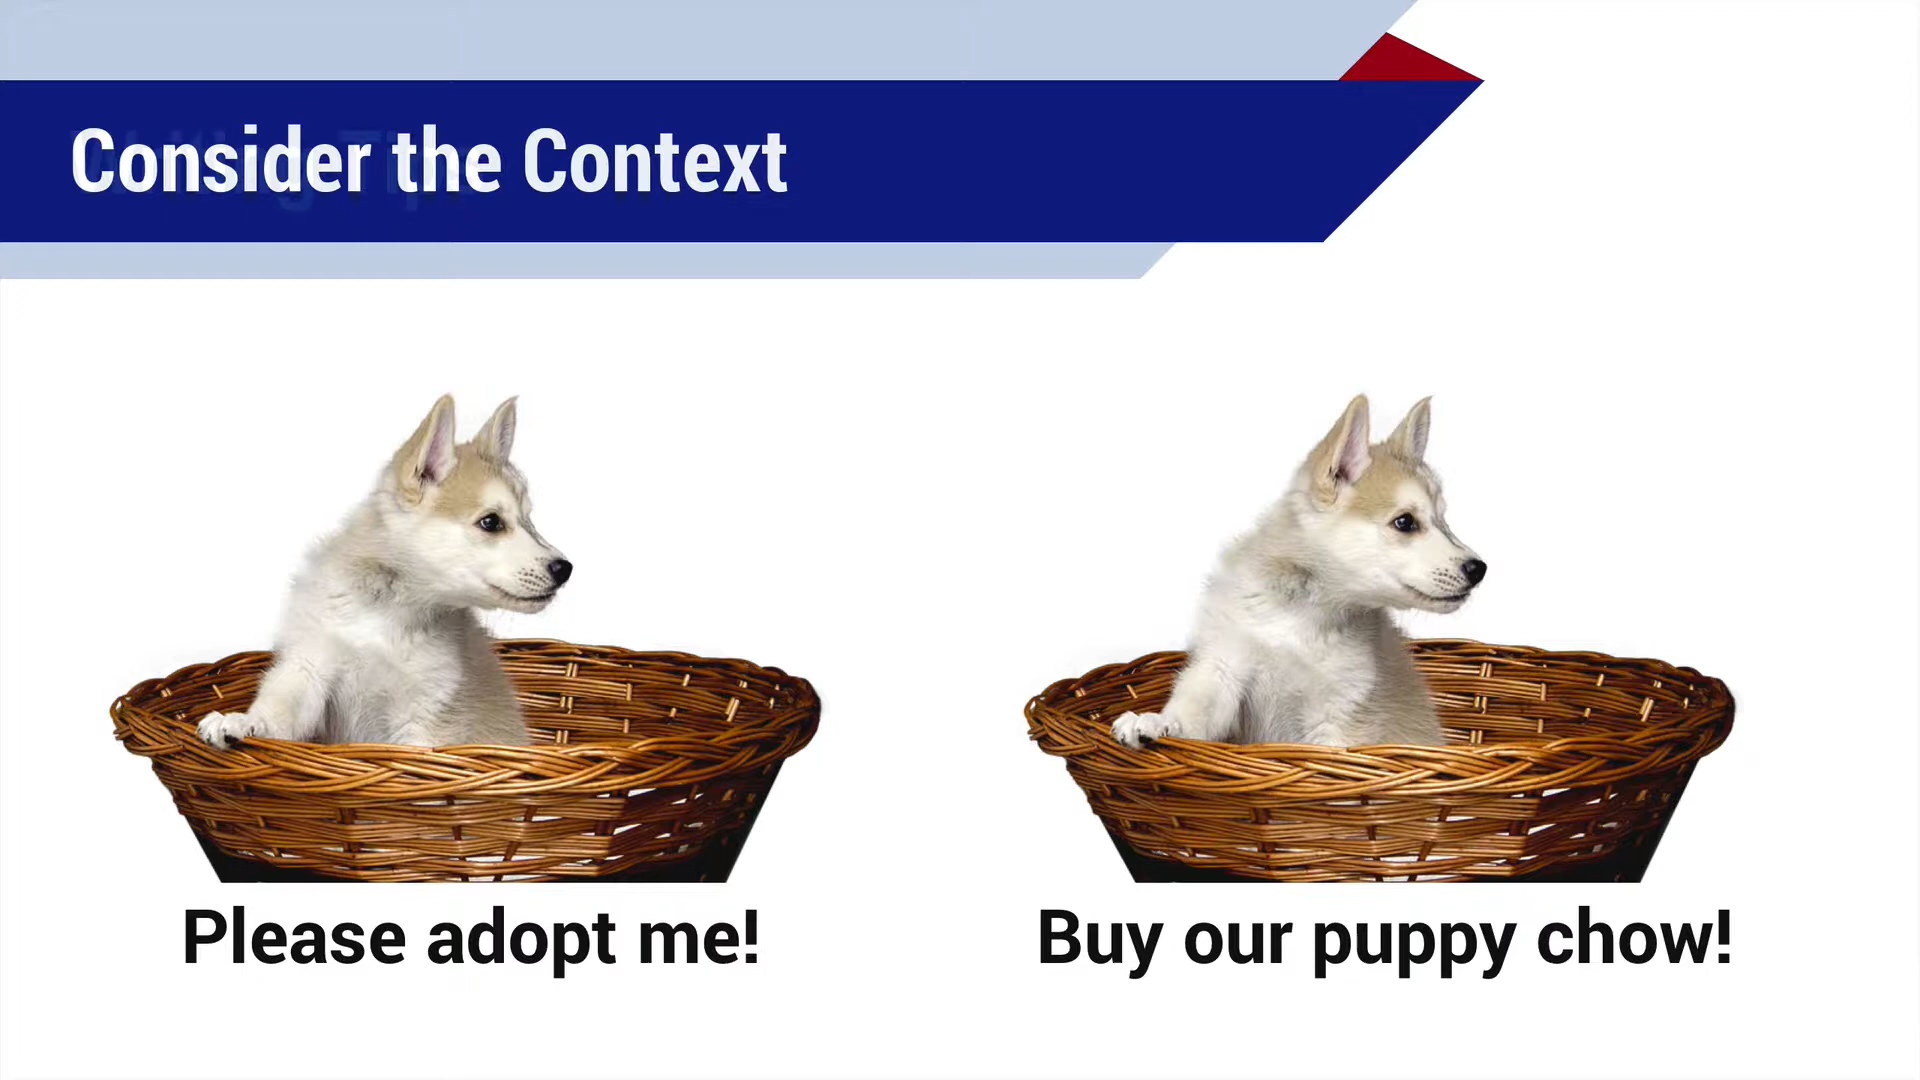 Consider the Context
Please adopt me!
Buy our puppy chow!